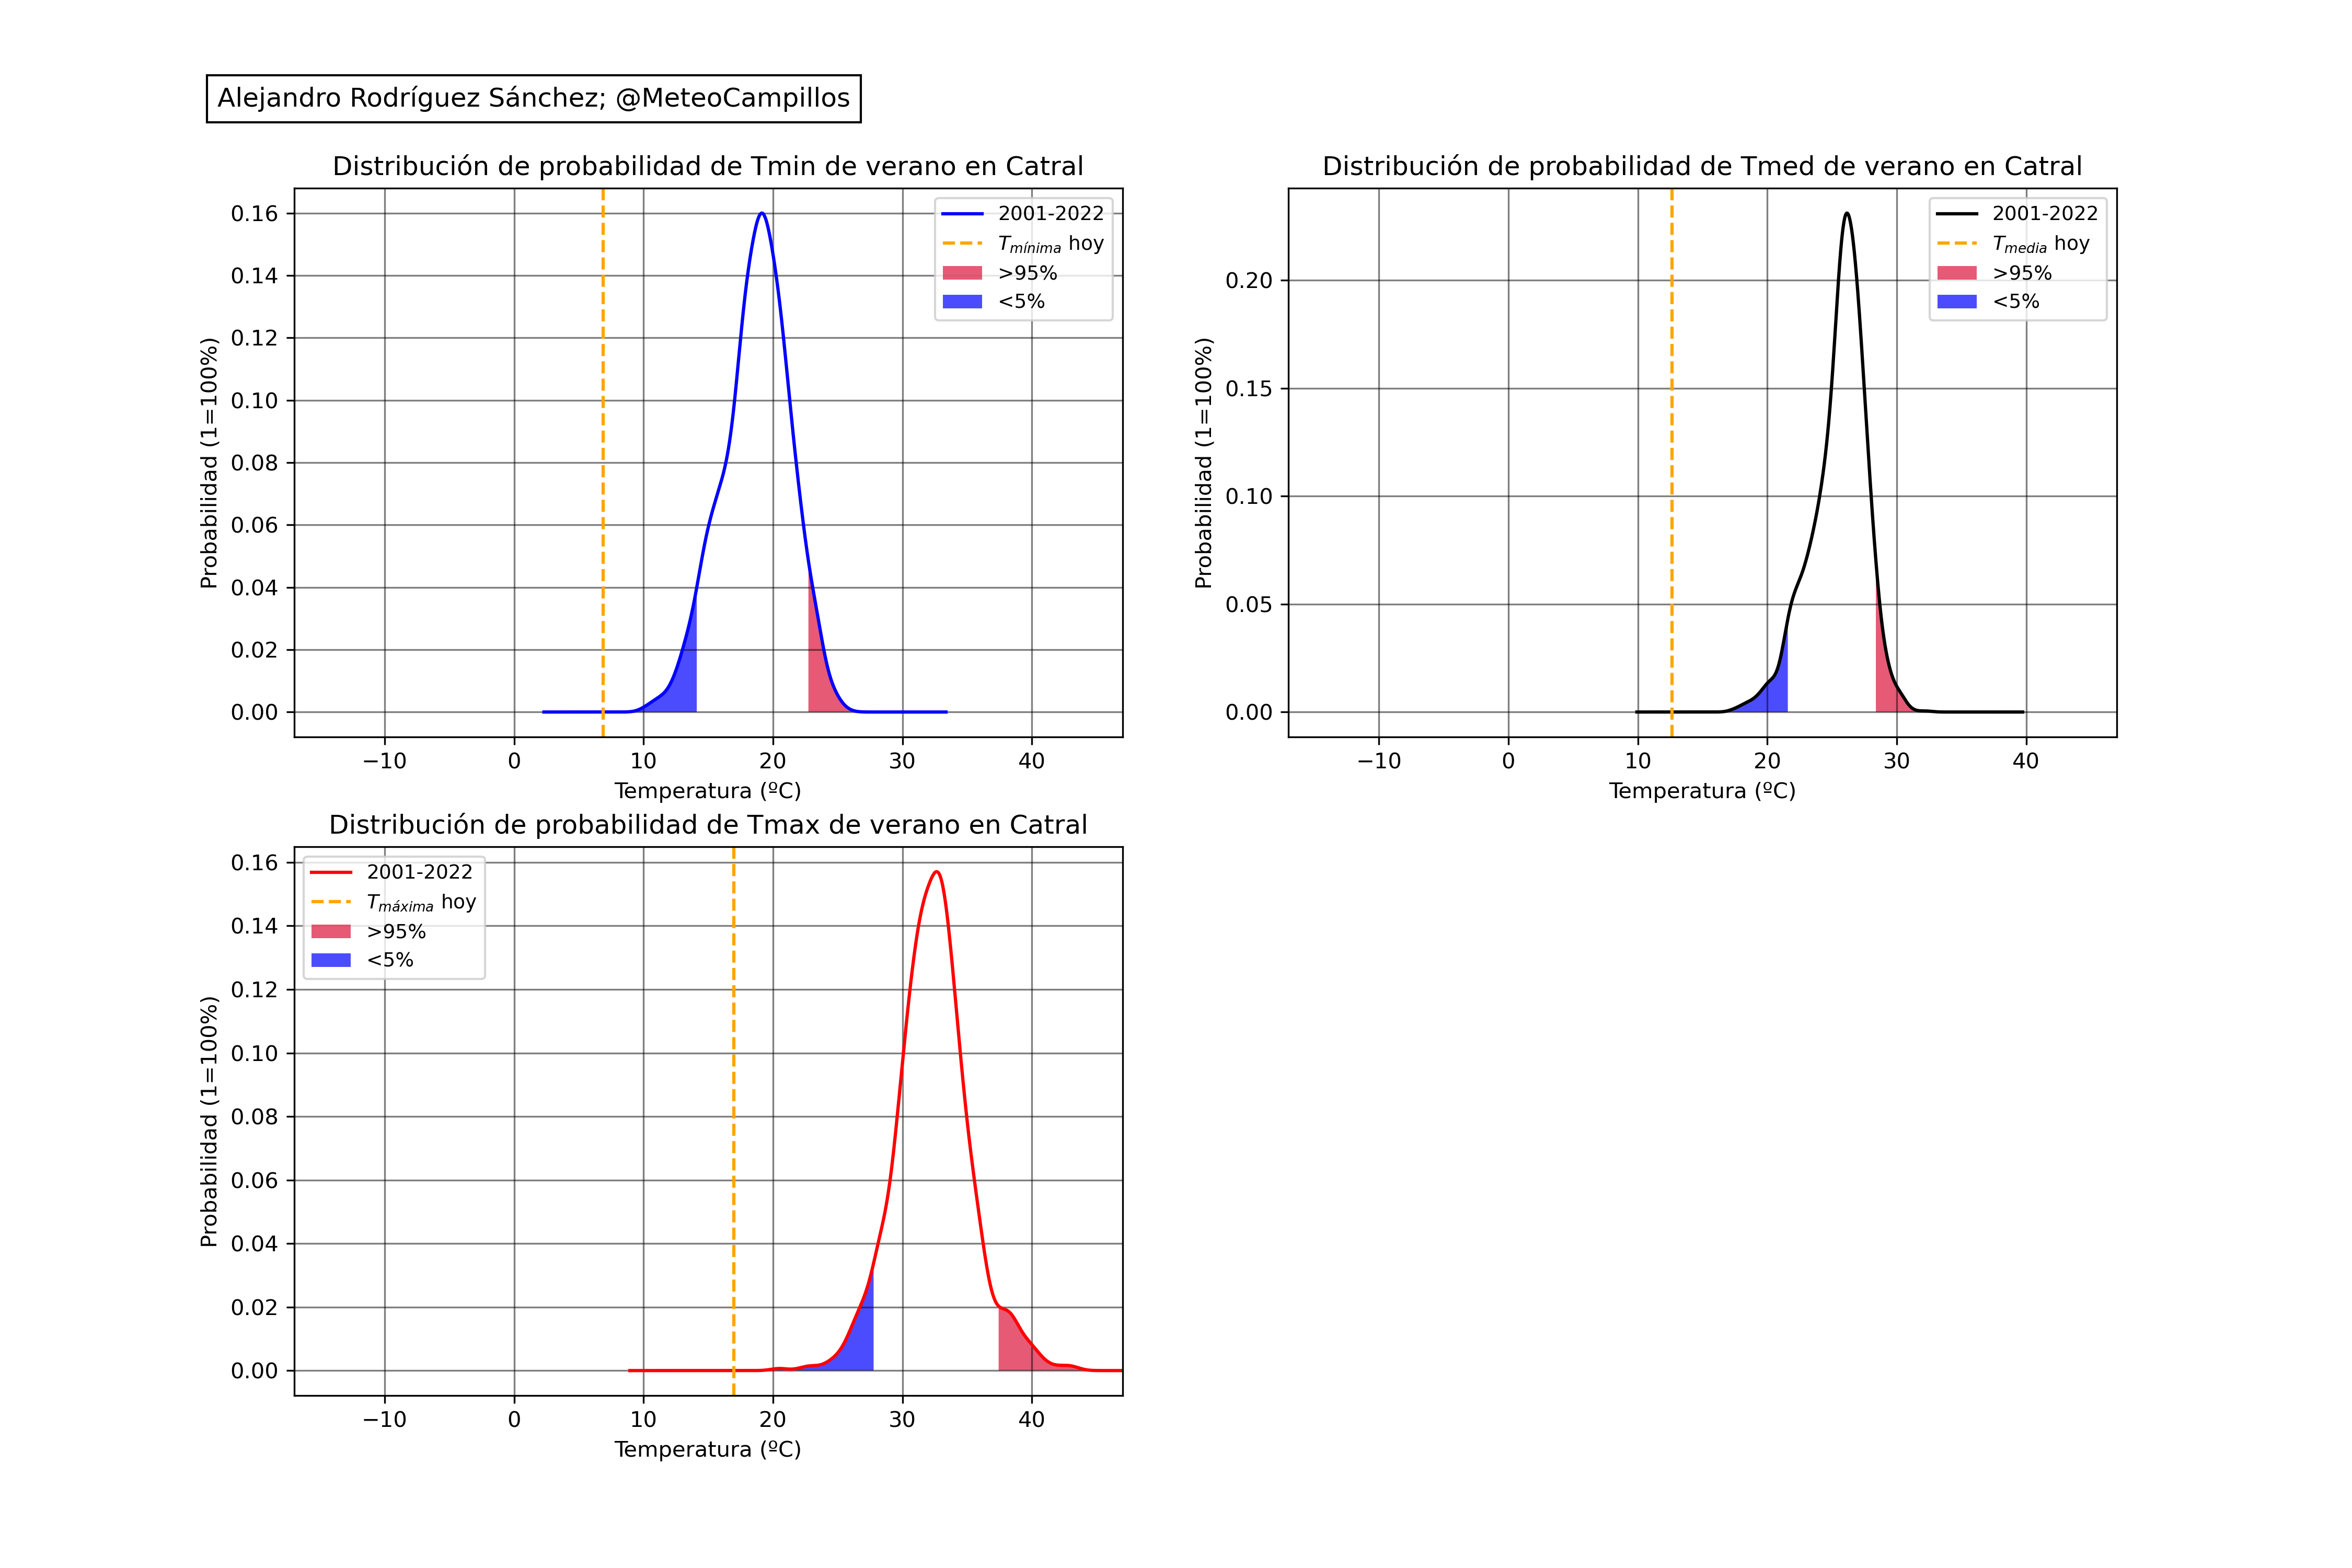 Alejandro Rodríguez Sánchez; @MeteoCampillos
Distribución de probabilidad de Tmin de verano en Catral
Probabilidad (1=100%)
0.16
0.14
0.12
0.10
0.08
0.06
0.04
0.02
0.00
2001-2022
Tmínima hoy
>95%
<5%
−10 0 10 20 30 40
Temperatura (ºC)
Distribución de probabilidad de Tmed de verano en Catral
Probabilidad (1=100%)
0.20
0.15
0.10
0.05
0.00
2001-2022
Tmedia hoy
>95%
<5%
−10 0 10 20 30 40
Temperatura (ºC)
Distribución de probabilidad de Tmax de verano en Catral
Probabilidad (1=100%)
0.16
0.14
0.12
0.10
0.08
0.06
0.04
0.02
0.00
2001-2022
Tmáxima hoy
>95%
<5%
−10 0 10 20 30 40
Temperatura (ºC)